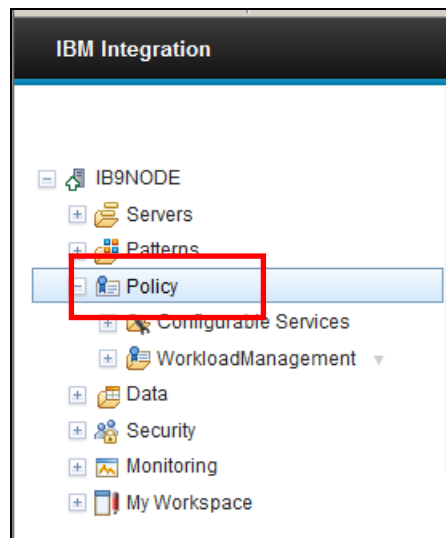 IBM Integration
IB9NODE
Servers
Patterns
Policy
Configurable Services
WorkloadManagement
Data
Security
Monitoring
My Workspace